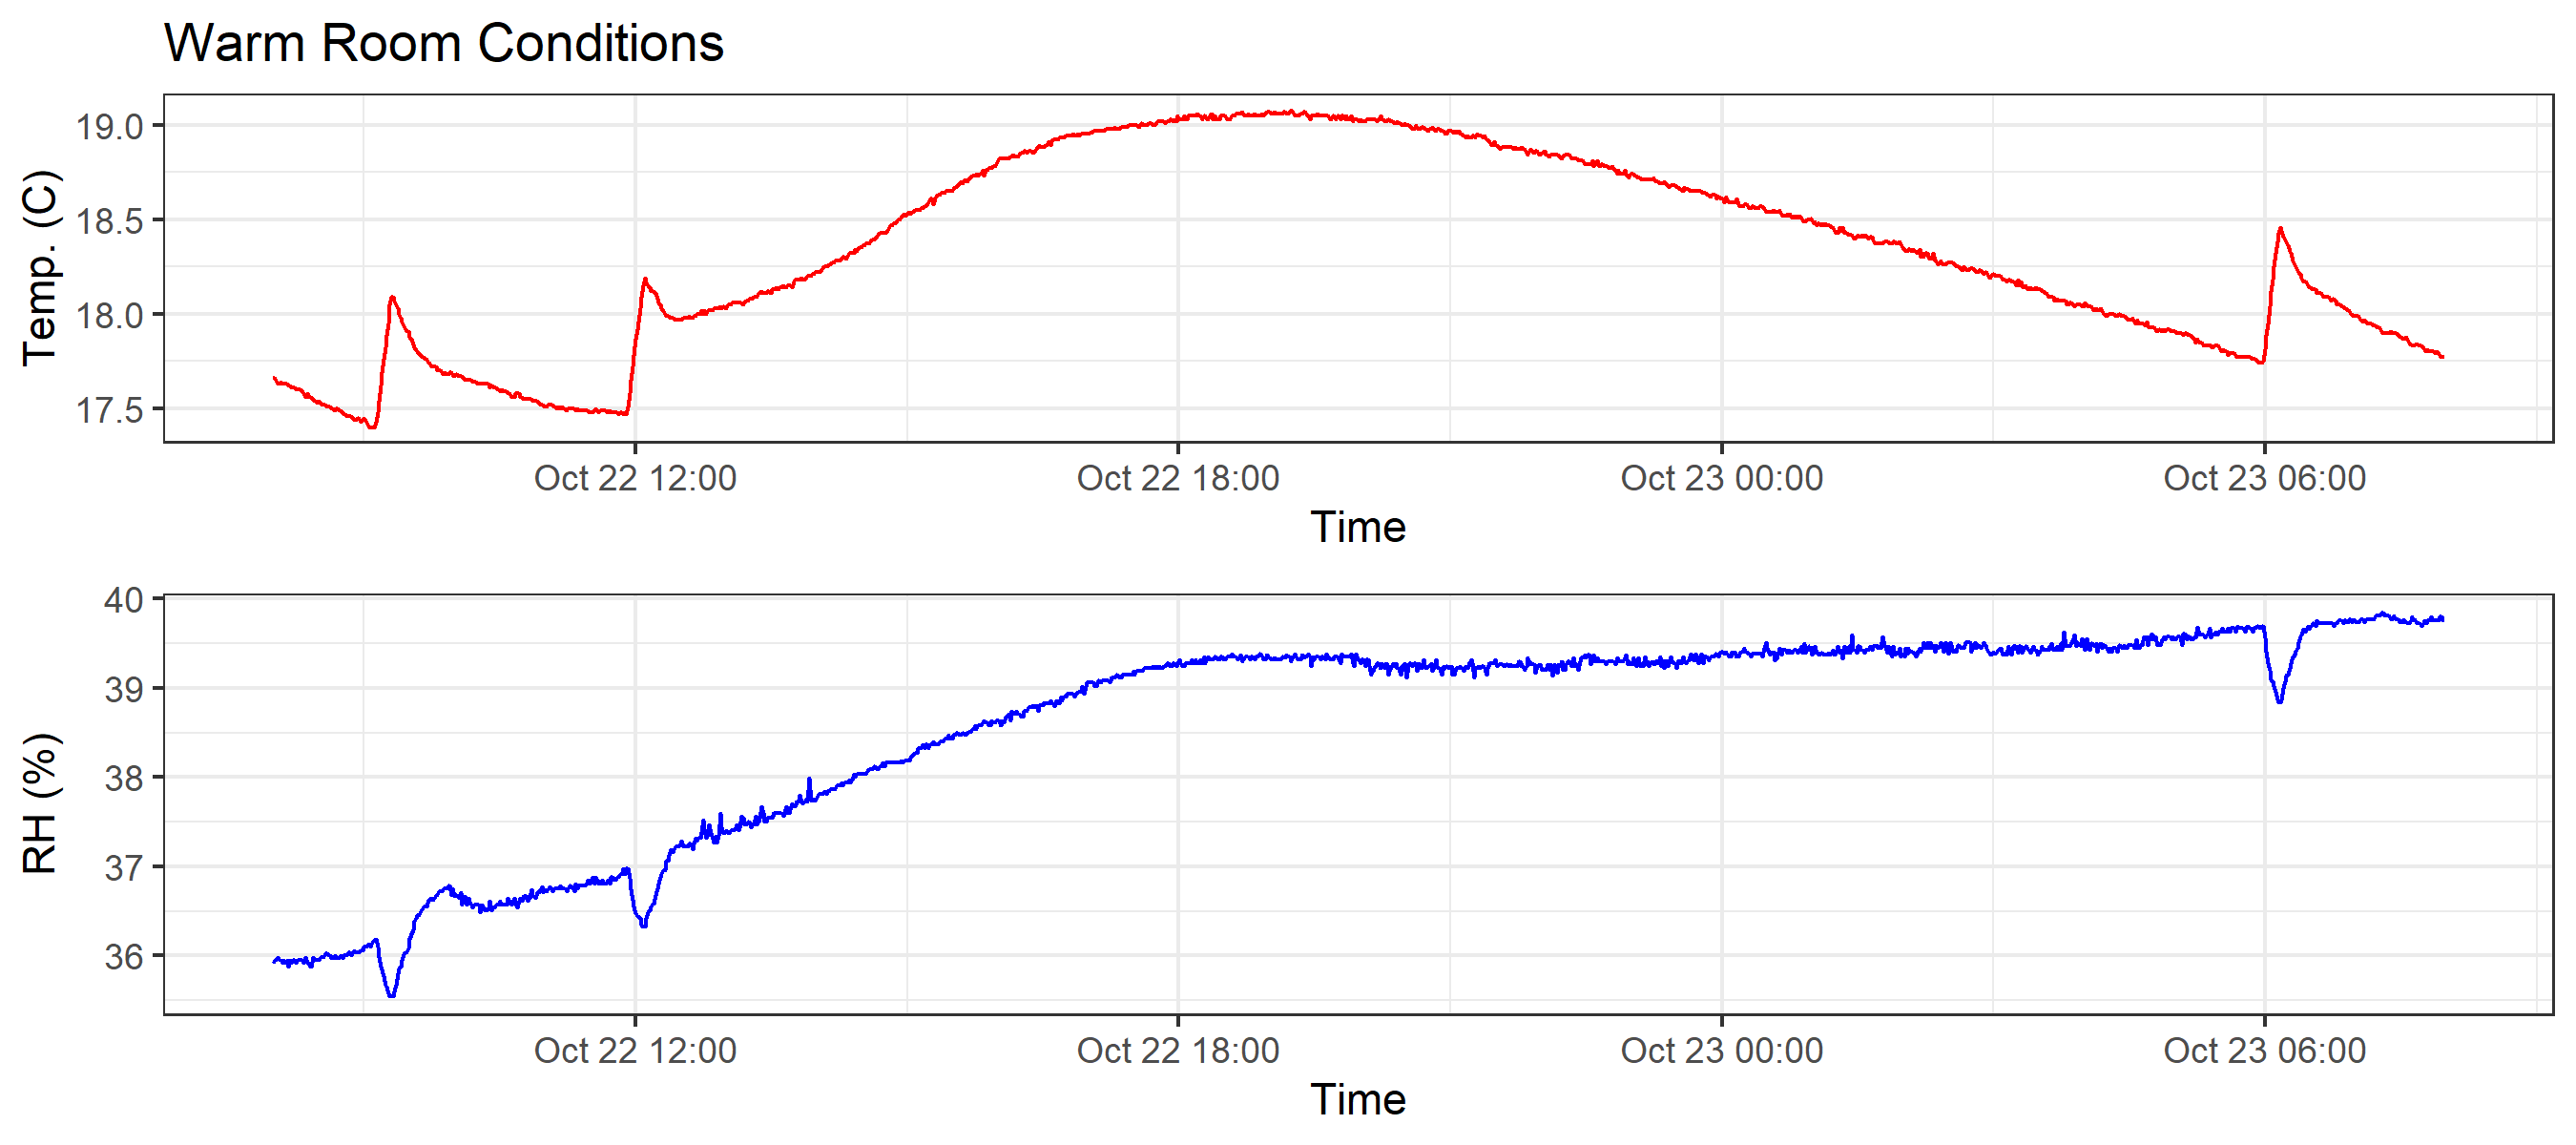 Warm Room Conditions
Temp. (C)
19.0
18.5
18.0
17.5
Oct 22 12:00 Oct 22 18:00 Oct 23 00:00 Oct 23 06:00
Time
RH (%)
40
39
38
37
36
Oct 22 12:00 Oct 22 18:00 Oct 23 00:00 Oct 23 06:00
Time